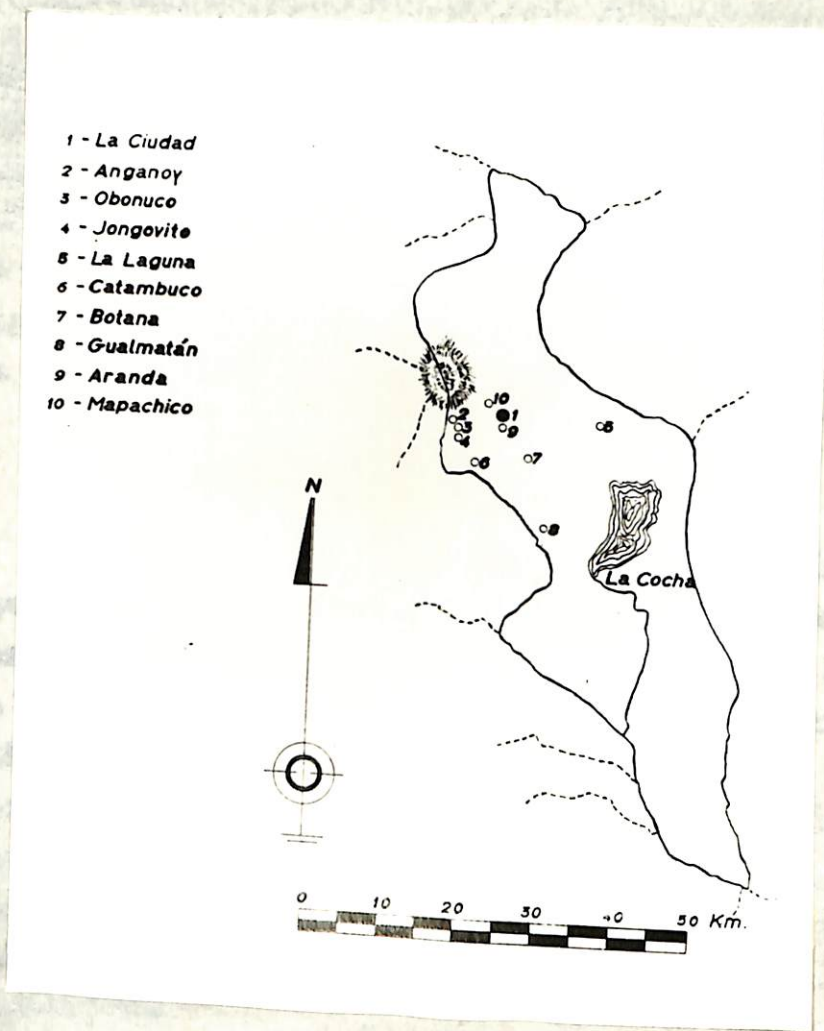 1 - La Ciudad
2 - Anganoy
3 - Obonuco
4 - Jongovito
5 - La Laguna
6 - Catambuco
7 - Botana
8 - Gualmatán
9 - Aranda
10 - Mapachico
10
1
2
3
9
5
4
6
7
8
N
La Cocha
0 10 20 30 40 50 Km.